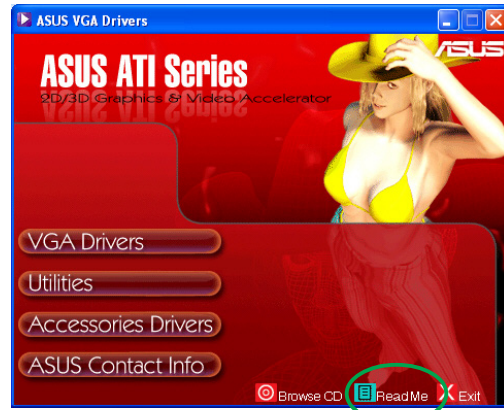 ASUS VGA Drivers
ASUS
ASUS ATI Series
2D/3D Graphics & Video Accelerator
VGA Drivers
Utilities
Accessories Drivers
ASUS Contact Info
Browse CD ReadMe Exit